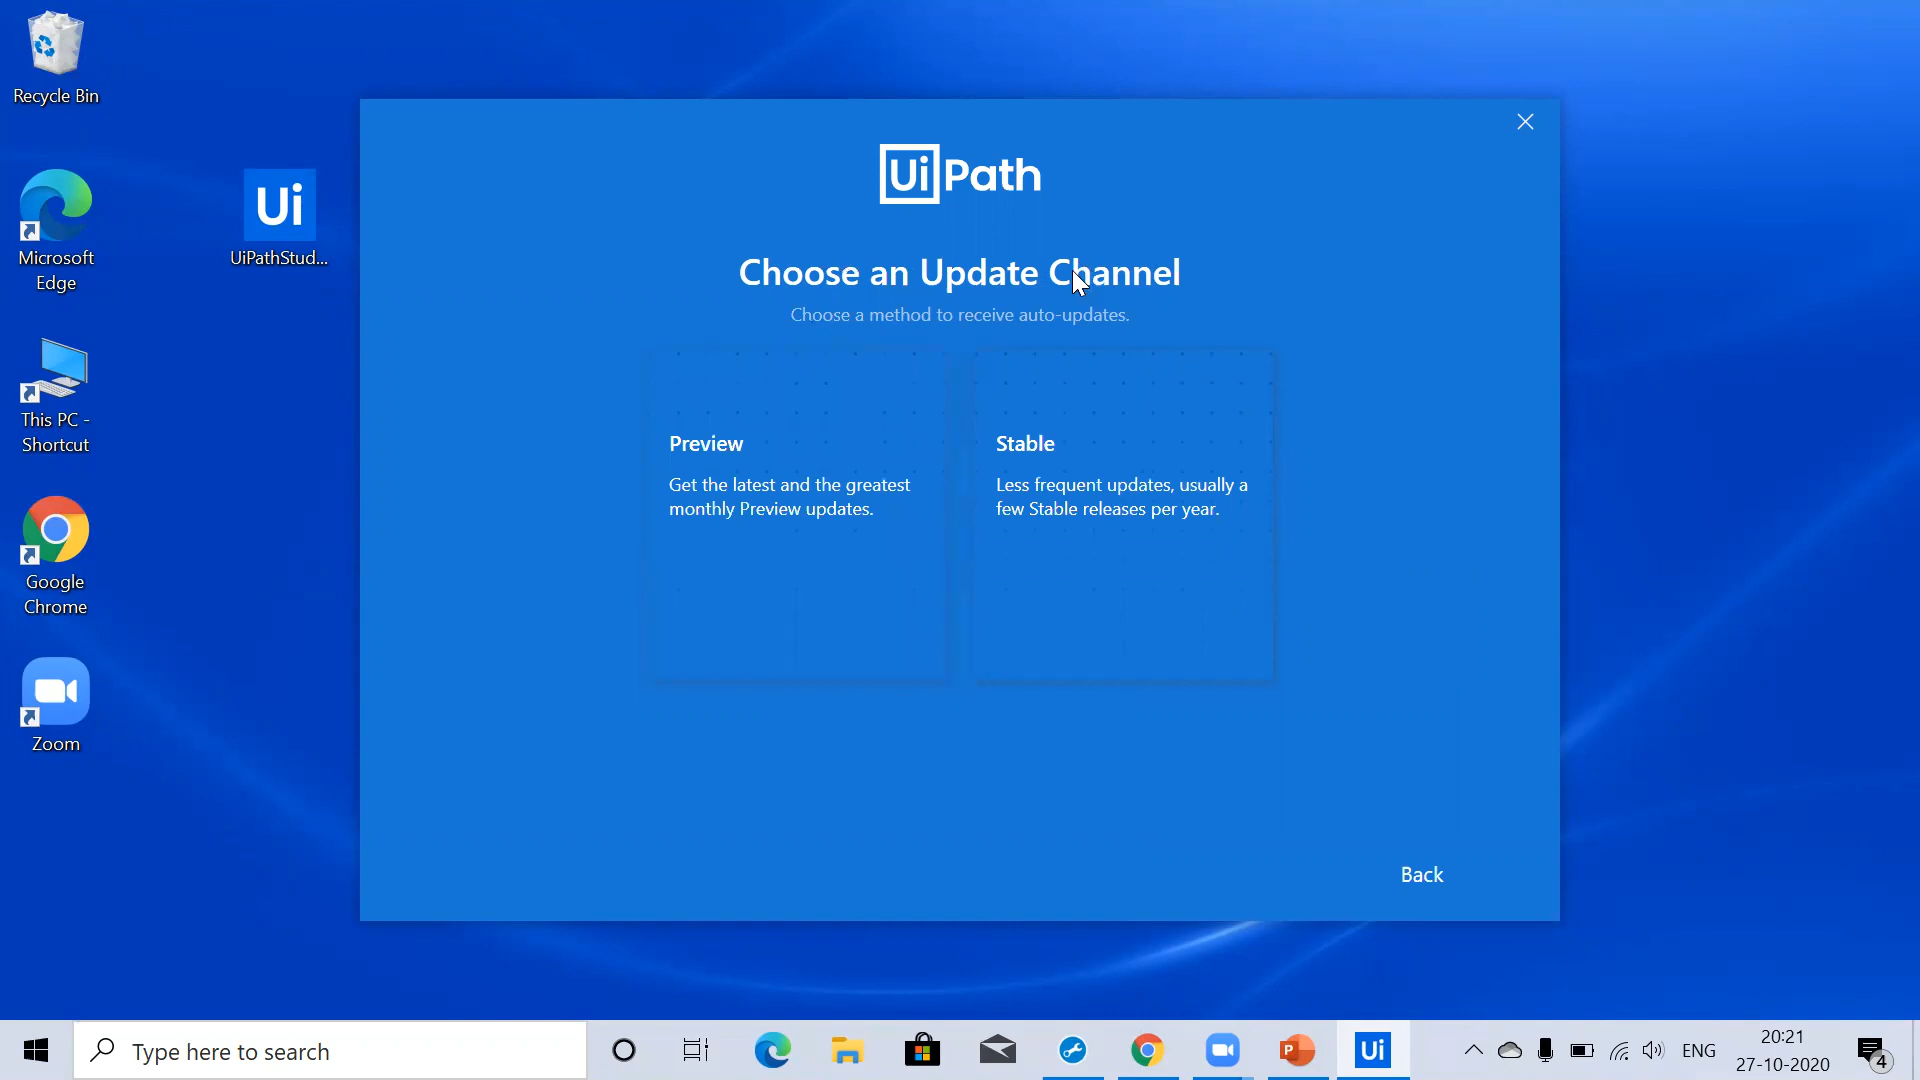 Recycle Bin
Microsoft
Edge
Ui
UiPathStud...
This PC -
Shortcut
Google
Chrome
Zoom
UiPath
Choose an Update Channel
Choose a method to receive auto-updates.
Preview
Get the latest and the greatest
monthly Preview updates.
Stable
Less frequent updates, usually a
few Stable releases per year.
Back
Type here to search
P
Ui
ENG
20:21
27-10-2020
4